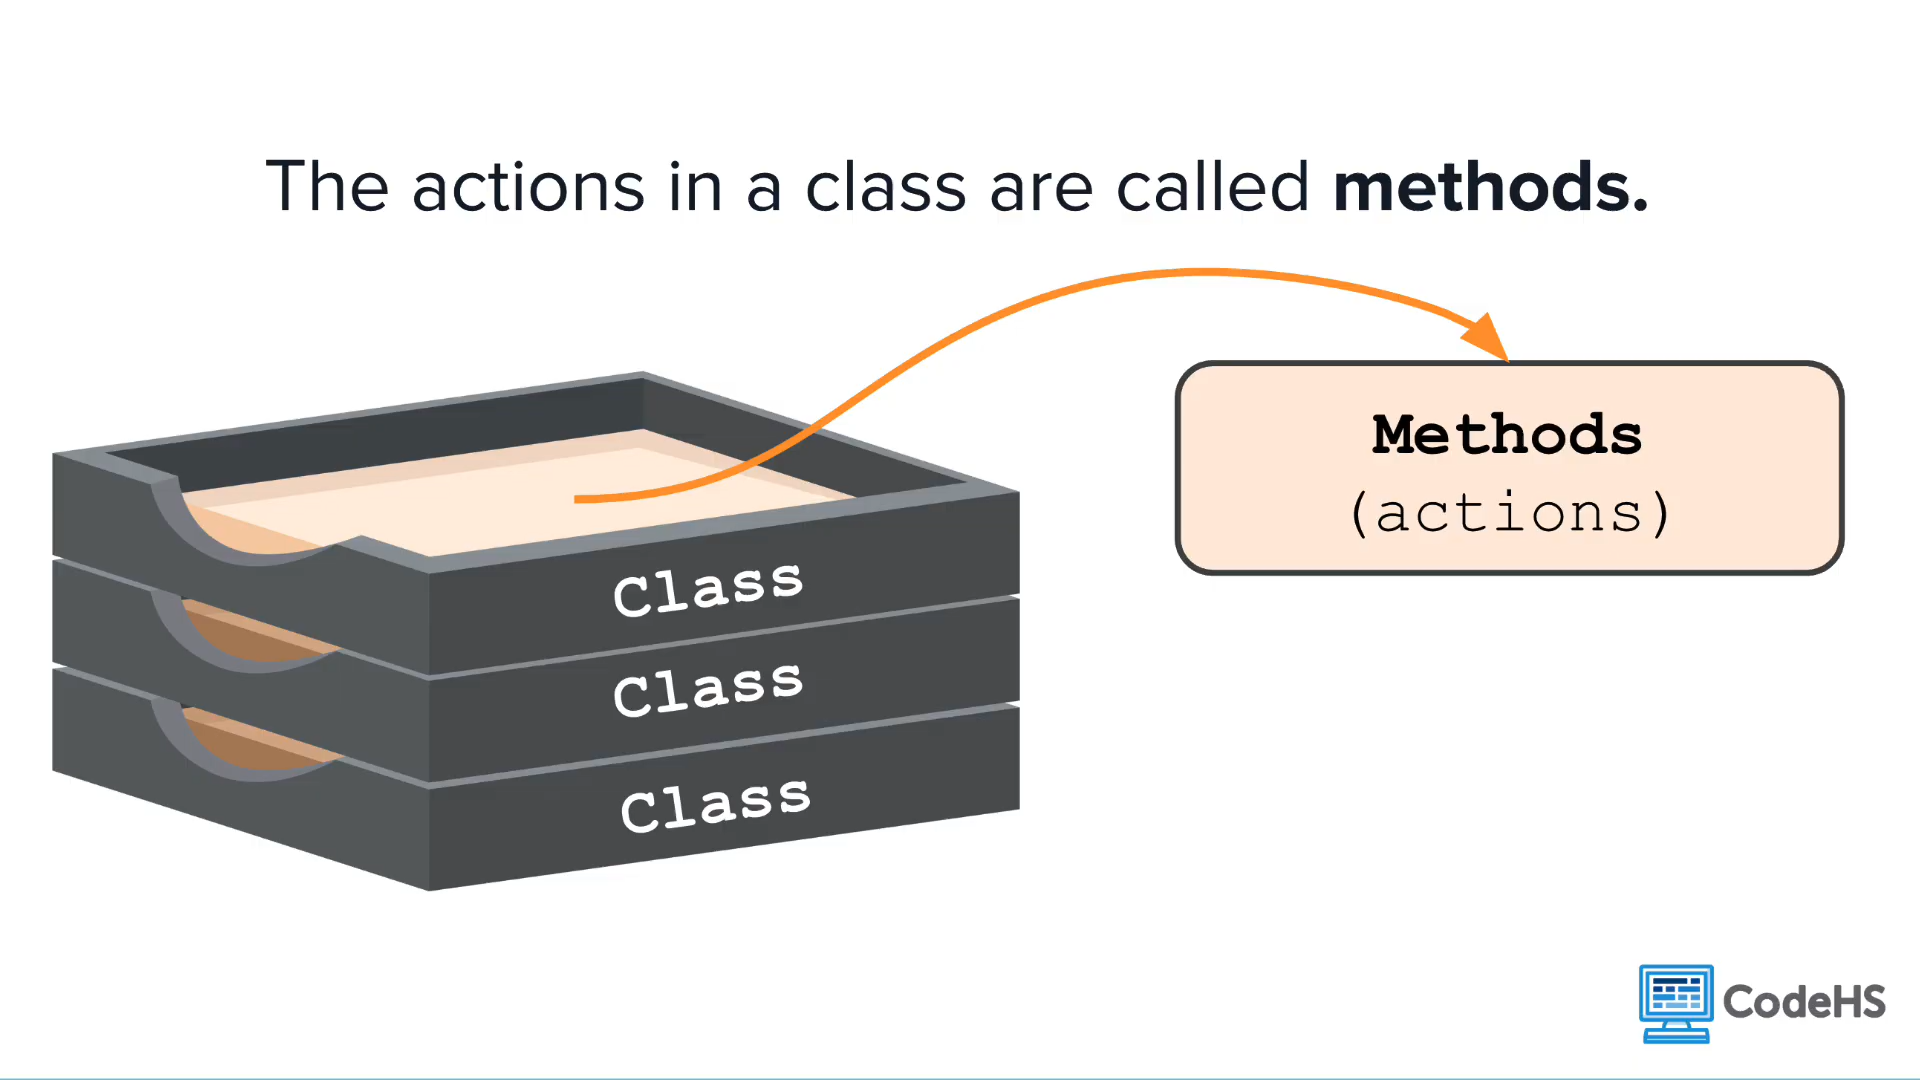 The actions in a class are called methods.
Methods
(actions)
Class
Class
Class
CodeHS